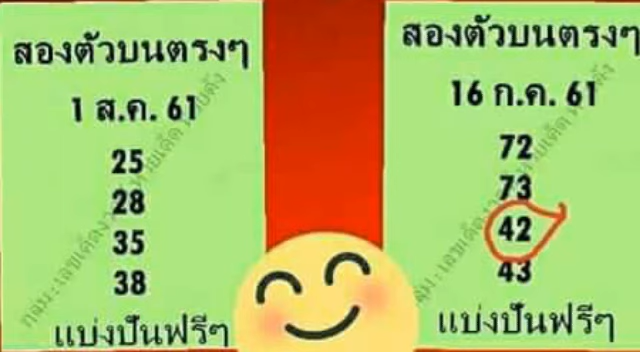 สองตัวบนตรงๆ
1 ส.ค. 61
25
28
35
38
แบ่งปันฟรีๆ
สองตัวบนตรงๆ
16 ก.ค. 61
72
73
42
43
แบ่งปันฟรีๆ